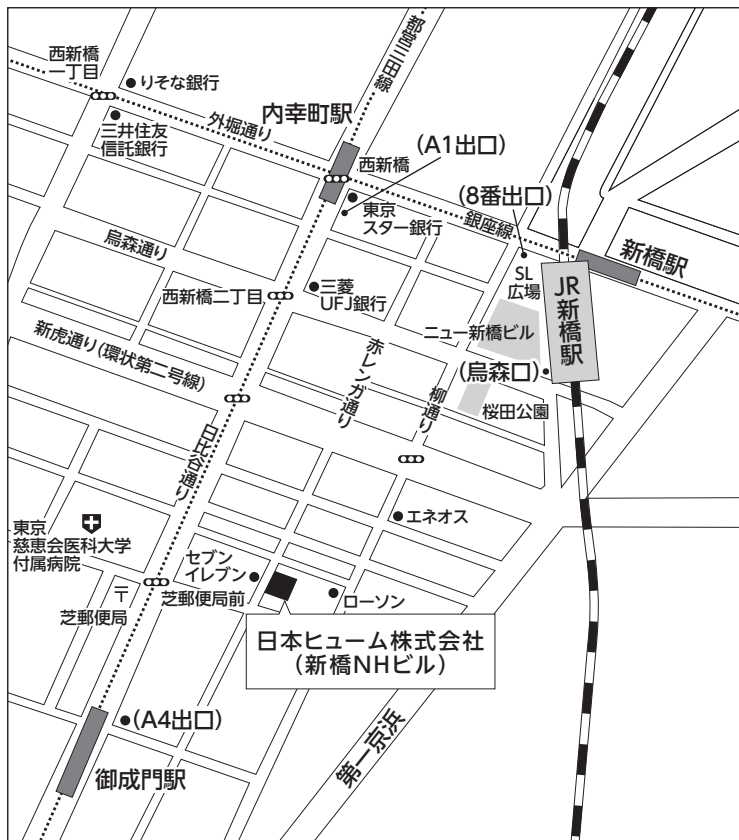 都営三田線
西新橋
一丁目
りそな銀行
内幸町駅
外堀通り
三井住友
信託銀行
西新橋
(A1出口)
(8番出口)
東京
スター銀行
銀座線
新橋駅
烏森通り
SL
広場
JR新橋駅
三菱
UFJ銀行
西新橋二丁目
ニュー新橋ビル
新虎通り(環状第二号線)
赤レンガ通り
(烏森口)
柳通り
桜田公園
日比谷通り
エネオス
東京
慈恵会医科大学
付属病院
セブン
イレブン
〒
芝郵便局
芝郵便局前
ローソン
日本ヒューム株式会社
(新橋NHビル)
(A4出口)
第一京浜
御成門駅